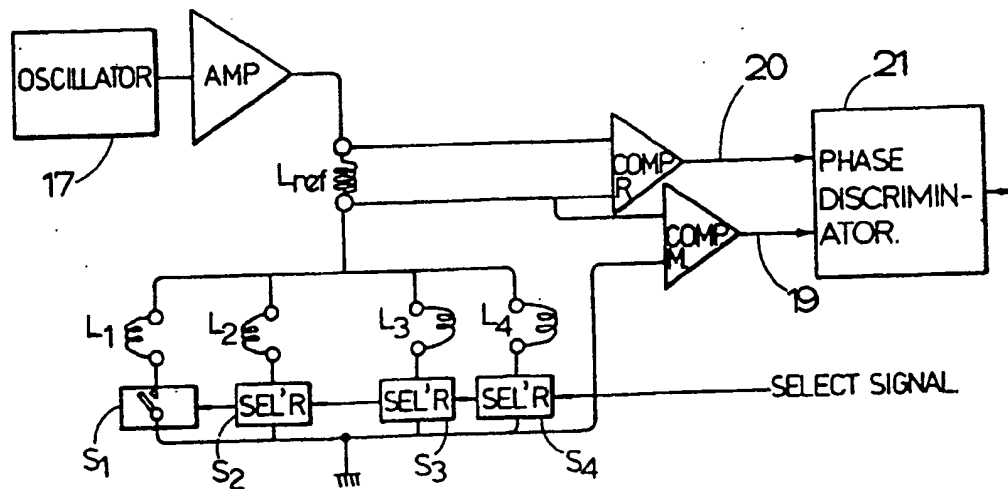 OSCILLATOR
AMP
17
Lref
COMP
R
COMP
M
20
21
PHASE
DISCRIMIN-
ATOR.
19
L1
L2
L3
L4
SEL'R
SEL'R
SEL'R
SELECT SIGNAL
S1
S2
S3
S4